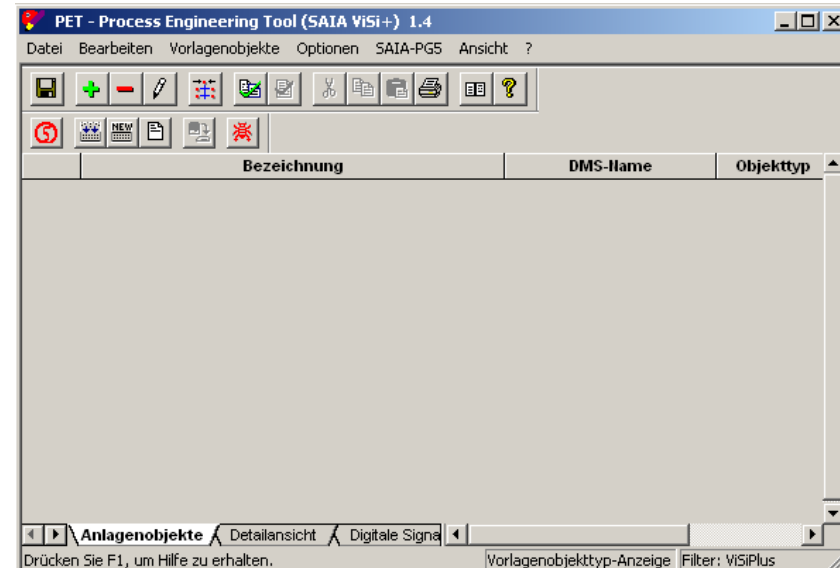 PET - Process Engineering Tool (SAIA ViSi+) 1.4
Datei Bearbeiten Vorlagenobjekte Optionen SAIA-PG5 Ansicht ?
NEW
Bezeichnung DMS-Name Objekttyp
Anlagenobjekte Detailansicht Digitale Signa
Drücken Sie F1, um Hilfe zu erhalten. Vorlagenobjekttyp-Anzeige Filter: ViSiPlus